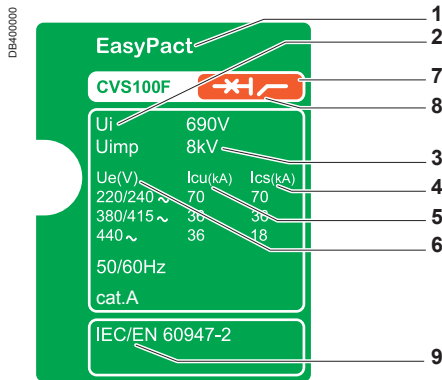 DB400000
EasyPact
1
2
CVS100F
7
8
Ui 690V
Uimp 8kV
3
Ue(V) Icu(kA) Ics(kA)
4
220/240 ~ 70 70
5
380/415 ~ 36 36
6
440 ~ 36 18
50/60Hz
cat.A
IEC/EN 60947-2
9